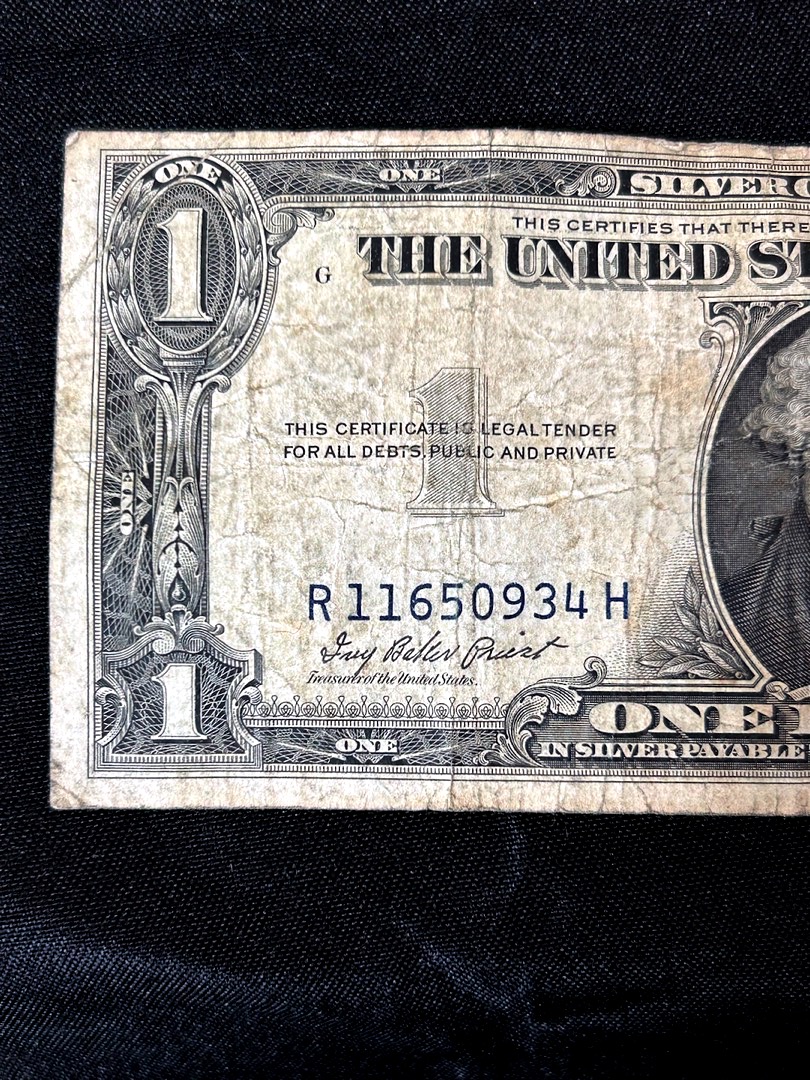 ONE ONE SILVER
1
THIS CERTIFIES THAT THERE
G THE UNITED ST
1
THIS CERTIFICATE IS LEGAL TENDER
FOR ALL DEBTS, PUBLIC AND PRIVATE
ONE
R 11650934 H
Ivy Baker Priest
Treasurer of the United States.
1
ONE
ONE
IN SILVER PAYABLE